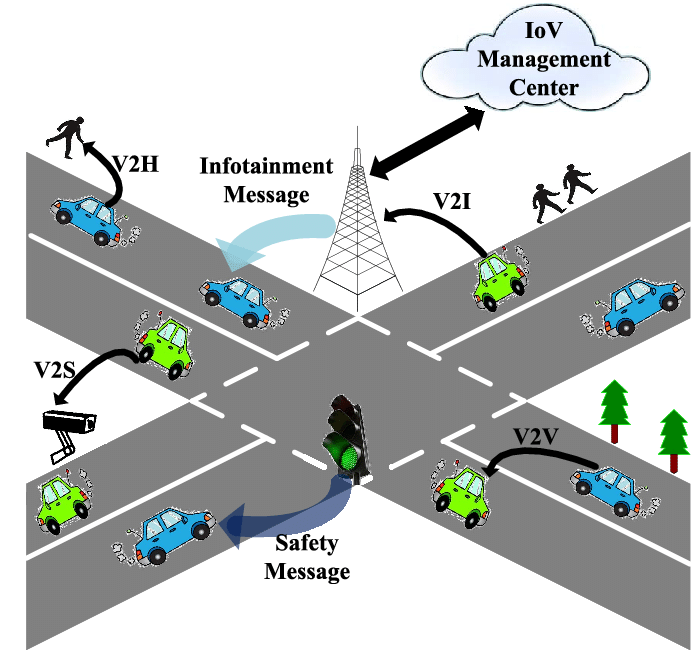 IoV
Management
Center
V2H
Infotainment
Message
V2I
V2S
V2V
Safety
Message